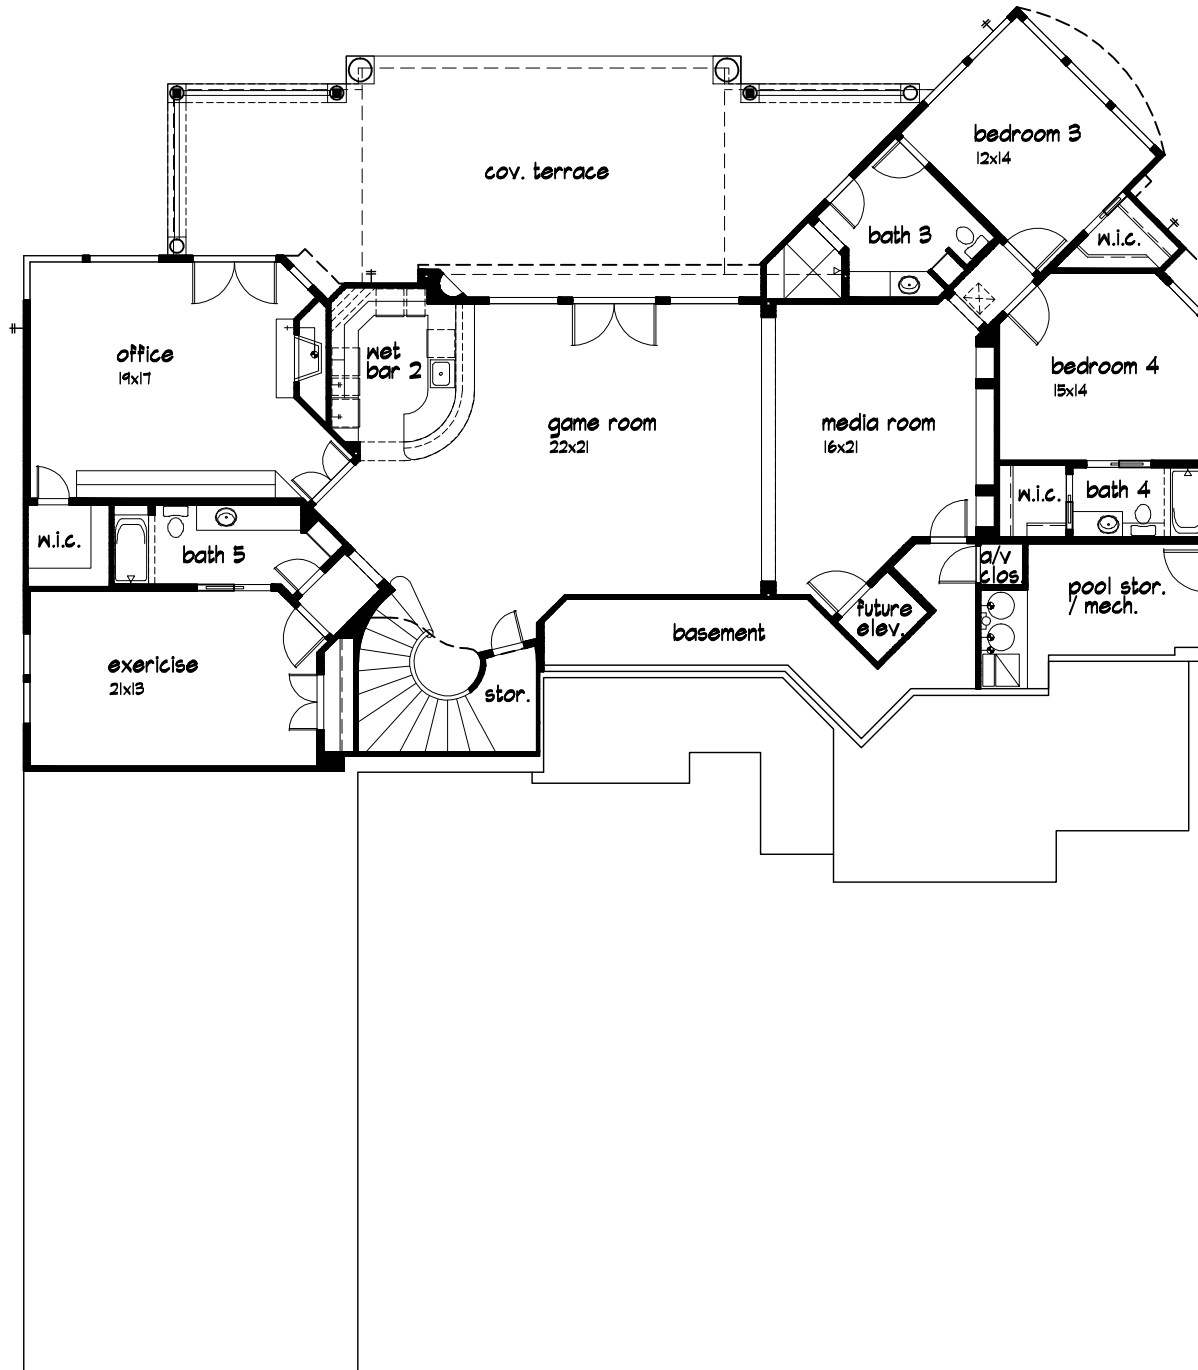 bedroom 3
12x14
cov. terrace
bath 3
w.i.c.
office
19x17
wet
bar 2
bedroom 4
15x14
game room
22x21
media room
16x21
w.i.c.
bath 4
w.i.c.
bath 5
a/v
clos
pool stor.
/ mech.
future
elev.
basement
exericise
21x13
stor.